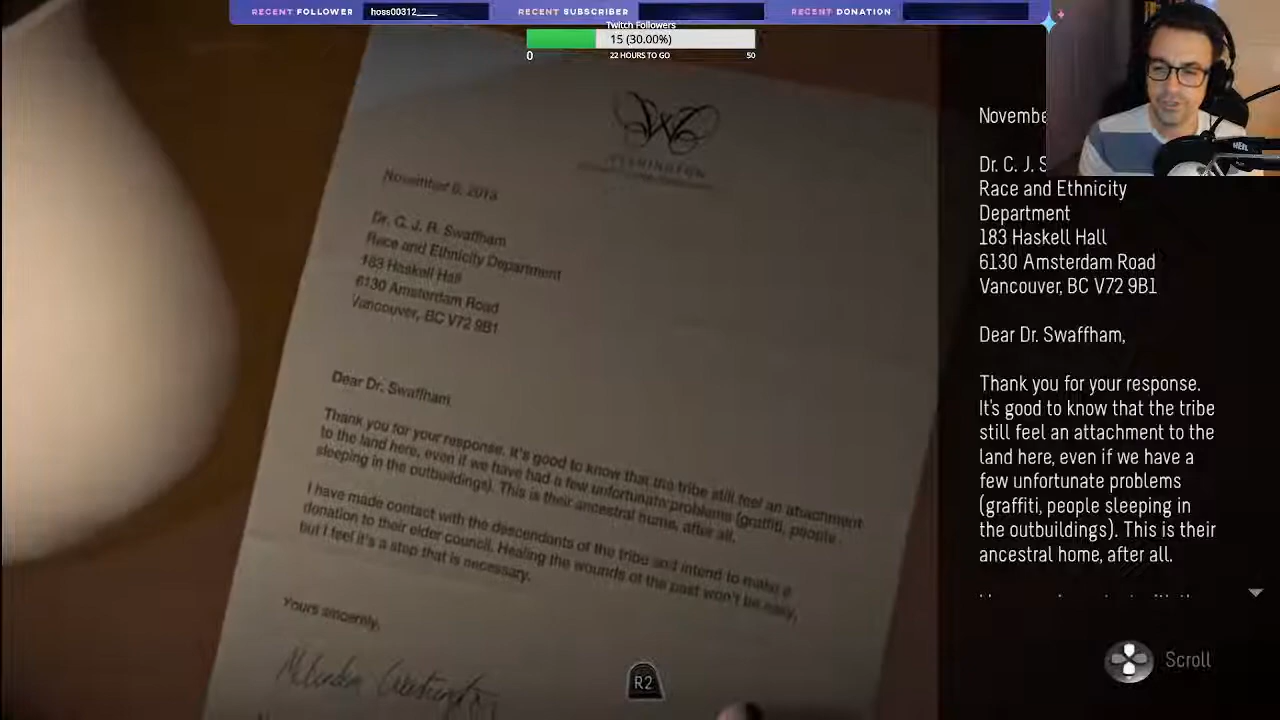 RECENT FOLLOWER
hoss00312____
RECENT SUBSCRIBER
RECENT DONATION
Twitch Followers
15 (30.00%)
0
22 HOURS TO GO
50
W
November 6, 2013
Dr. C. J. R. Swaffham
Race and Ethnicity Department
183 Haskell Hall
6130 Amsterdam Road
Vancouver, BC V72 9B1
Dear Dr. Swaffham,
Thank you for your response. It's good to know that the tribe still feel an attachment
to the land here, even if we have had a few unfortunate problems (graffiti, people
sleeping in the outbuildings). This is their ancestral home, after all.
I have made contact with the descendants of the tribe and intend to make a
donation to their elder council. Healing the wounds of the past won't be easy,
but I feel it's a step that is necessary.
Yours sincerely,
R2
Novembe
Dr. C. J. S
Race and Ethnicity
Department
183 Haskell Hall
6130 Amsterdam Road
Vancouver, BC V72 9B1
Dear Dr. Swaffham,
Thank you for your response.
It's good to know that the tribe
still feel an attachment to the
land here, even if we have a
few unfortunate problems
(graffiti, people sleeping in
the outbuildings). This is their
ancestral home, after all.
Scroll